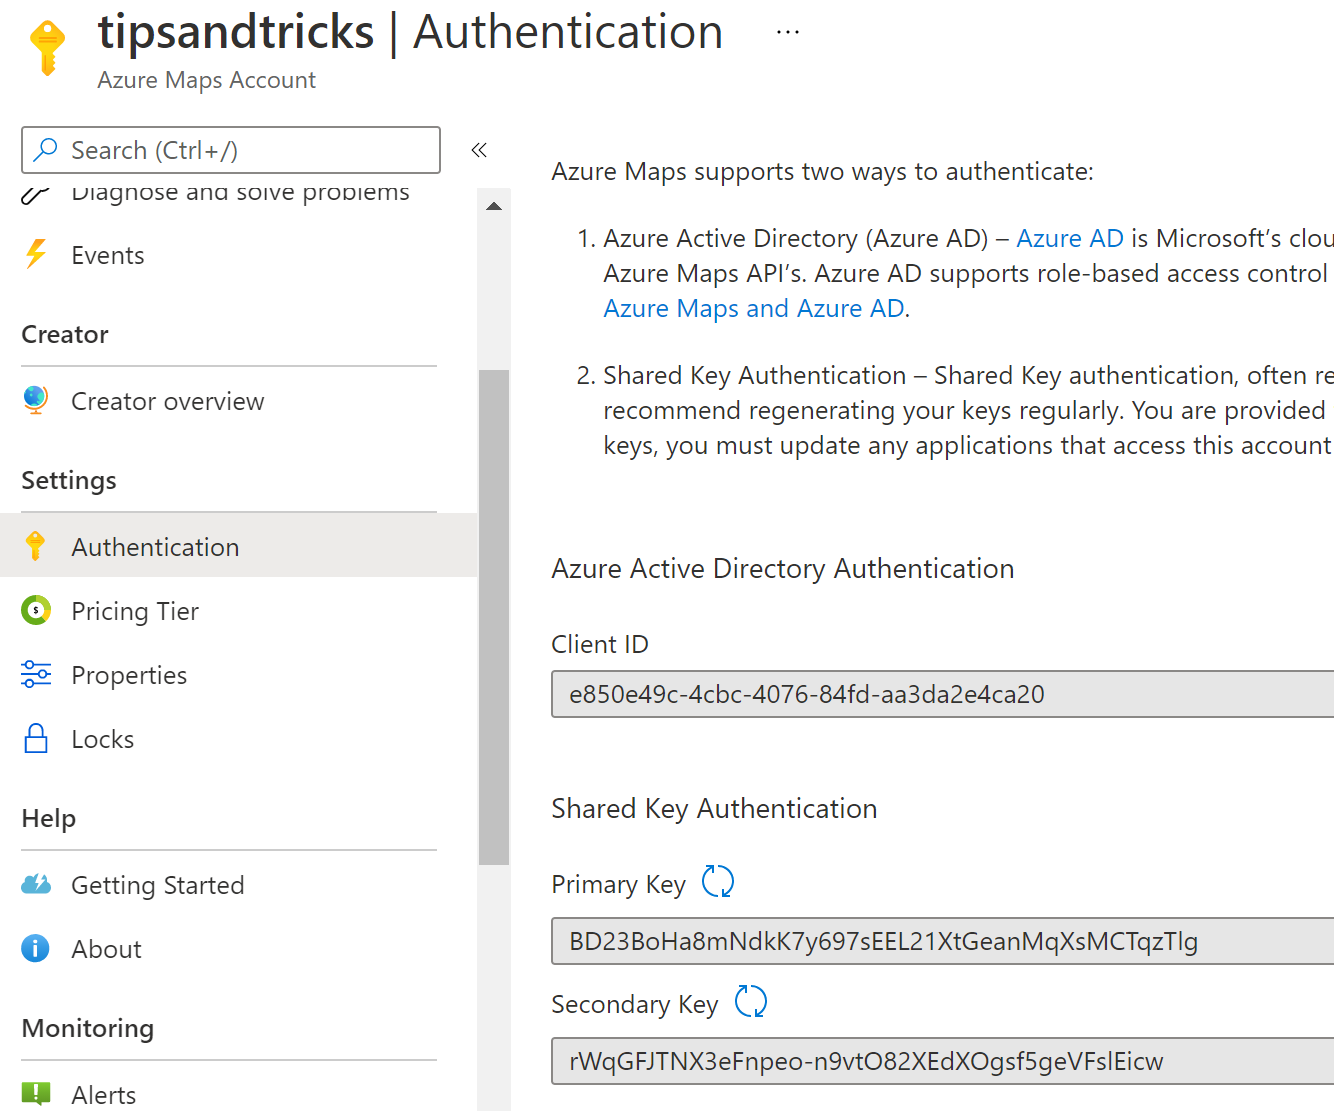 tipsandtricks | Authentication ...
Azure Maps Account
Search (Ctrl+/)
«
Diagnose and solve problems
Events
Creator
Creator overview
Settings
Authentication
Pricing Tier
Properties
Locks
Help
Getting Started
About
Monitoring
Alerts
Azure Maps supports two ways to authenticate:
1. Azure Active Directory (Azure AD) – Azure AD is Microsoft's clou
Azure Maps API's. Azure AD supports role-based access control
Azure Maps and Azure AD.
2. Shared Key Authentication – Shared Key authentication, often re
recommend regenerating your keys regularly. You are provided
keys, you must update any applications that access this account
Azure Active Directory Authentication
Client ID
e850e49c-4cbc-4076-84fd-aa3da2e4ca20
Shared Key Authentication
Primary Key
BD23BoHa8mNdkK7y697sEEL21XtGeanMqXsMCTqzTlg
Secondary Key
rWqGFJTNX3eFnpeo-n9vtO82XEdXOgsf5geVFslEicw